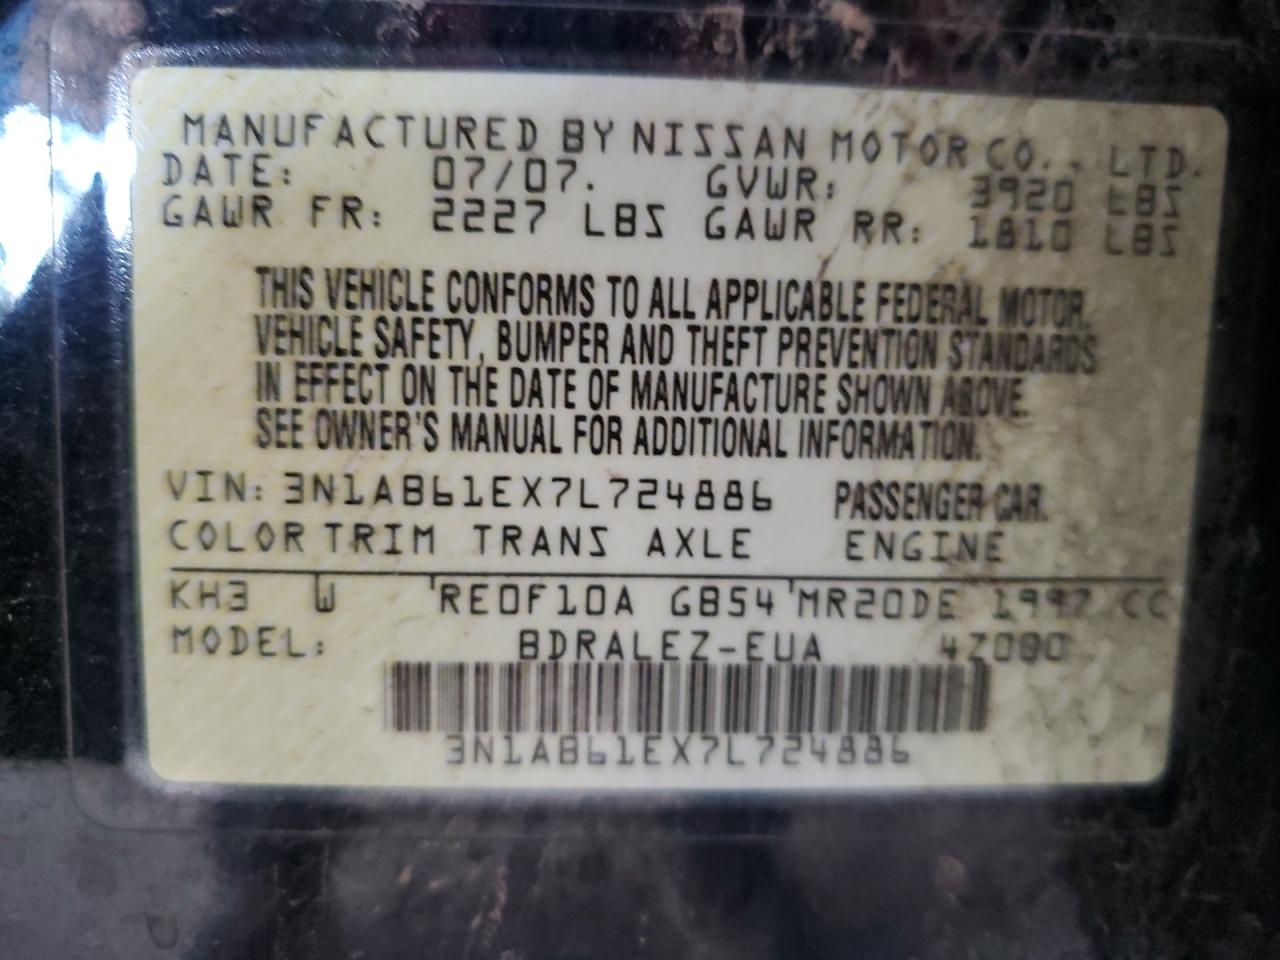 MANUFACTURED BY NISSAN MOTOR CO., LTD.
DATE: 07/07. GVWR: 3920 LBS
GAWR FR: 2227 LBS GAWR RR: 1810 LBS
THIS VEHICLE CONFORMS TO ALL APPLICABLE FEDERAL MOTOR
VEHICLE SAFETY, BUMPER AND THEFT PREVENTION STANDARDS
IN EFFECT ON THE DATE OF MANUFACTURE SHOWN ABOVE.
SEE OWNER'S MANUAL FOR ADDITIONAL INFORMATION.
VIN: 3N1AB61EX7L724886 PASSENGER CAR.
COLOR TRIM TRANS AXLE ENGINE
KH3 W 'RE0F10A GB54 'MR20DE 1997 CC
MODEL: BDRALEZ-EUA 4Z000
3N1AB61EX7L724886